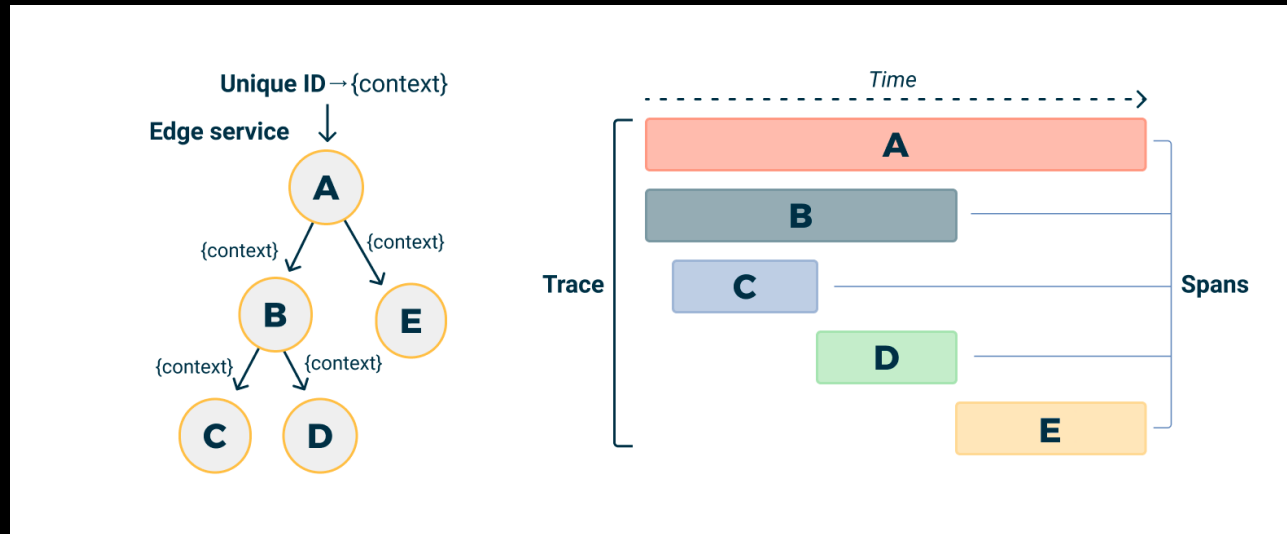 Unique ID→{context}
Edge service
A
{context}
{context}
B
E
{context}
{context}
C
D
Time
A
B
Trace
C
Spans
D
E